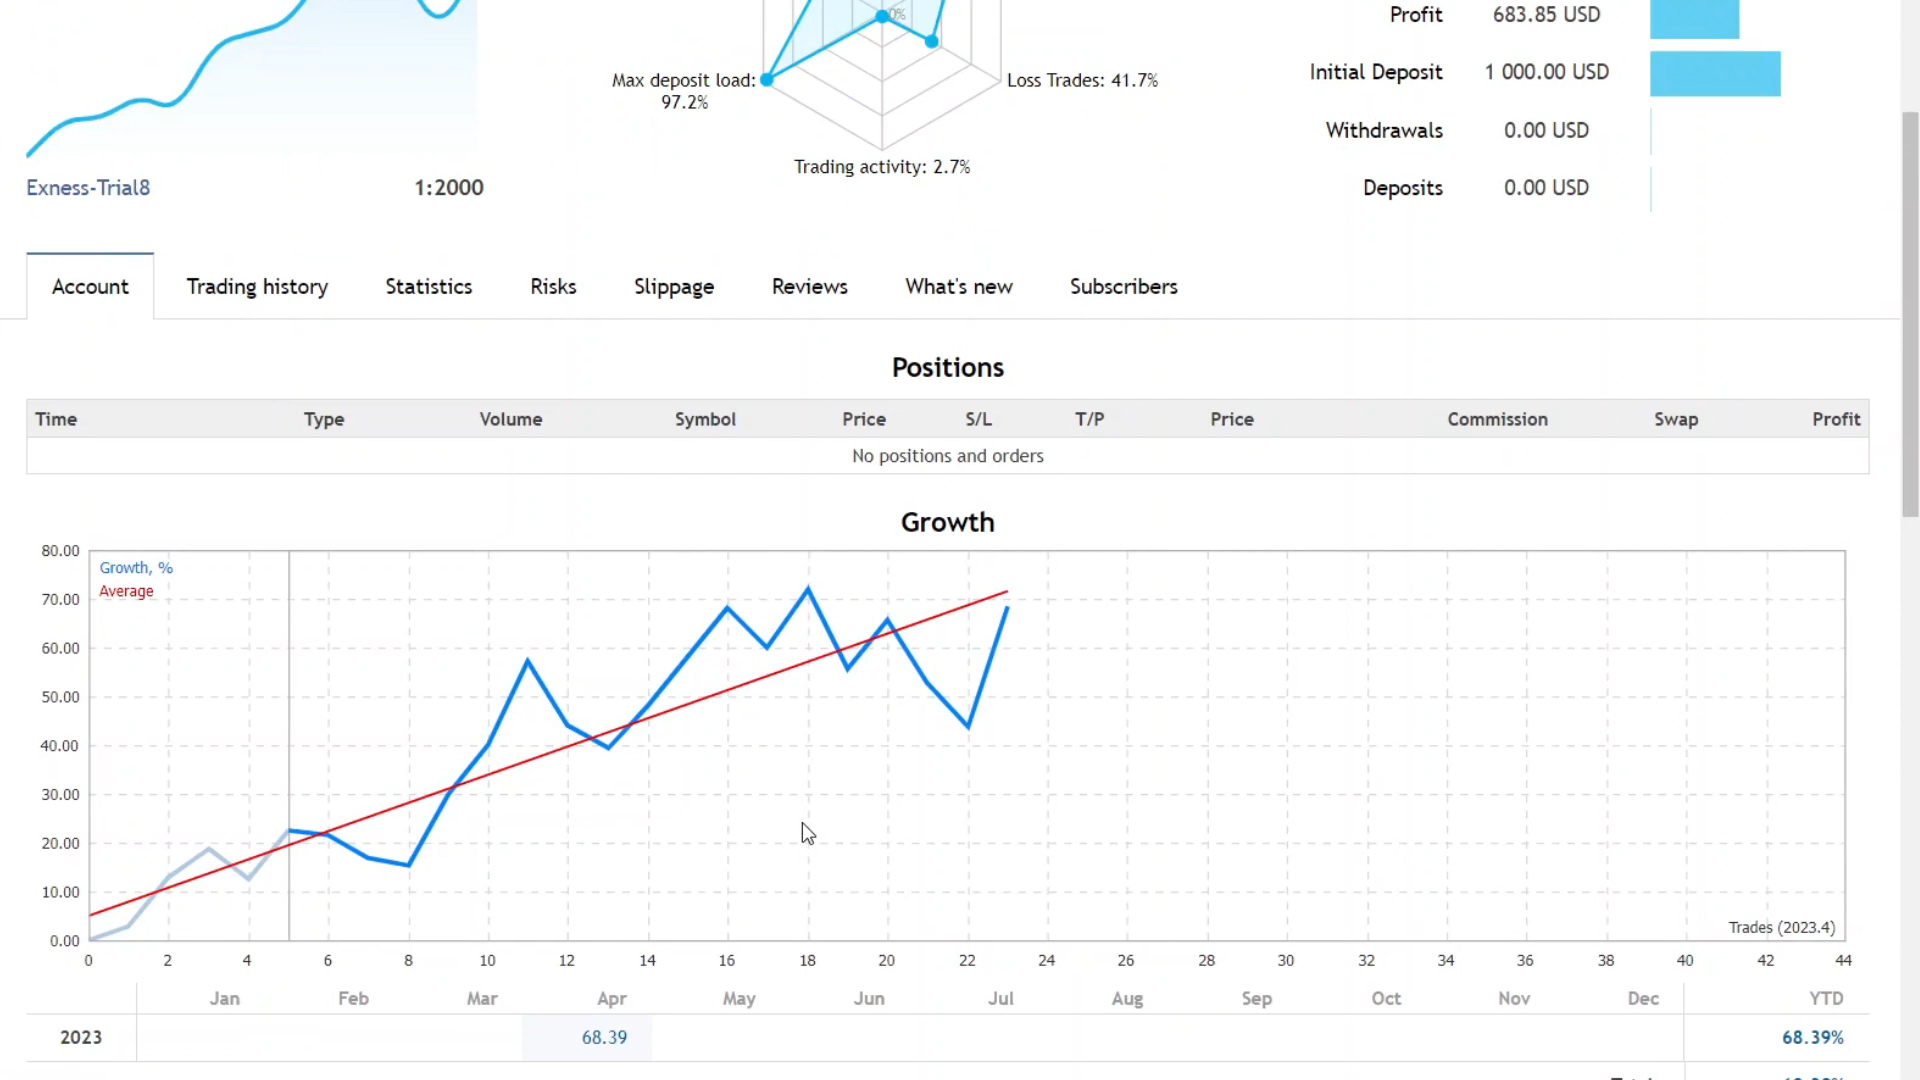 0%
Profit 683.85 USD
Max deposit load: 97.2%
Loss Trades: 41.7%
Initial Deposit 1 000.00 USD
Withdrawals 0.00 USD
Trading activity: 2.7%
Exness-Trial8 1:2000
Deposits 0.00 USD
Account Trading history Statistics Risks Slippage Reviews What's new Subscribers
Positions
Time Type Volume Symbol Price S/L T/P Price Commission Swap Profit
No positions and orders
Growth
80.00
Growth, %
Average
70.00
60.00
50.00
40.00
30.00
20.00
10.00
Trades (2023.4)
0.00
0 2 4 6 8 10 12 14 16 18 20 22 24 26 28 30 32 34 36 38 40 42 44
Jan Feb Mar Apr May Jun Jul Aug Sep Oct Nov Dec YTD
2023 68.39 68.39%